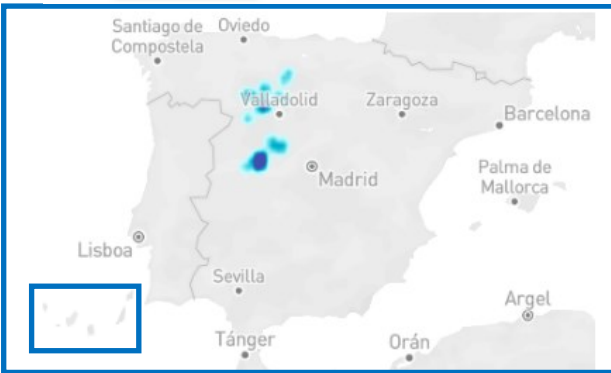 Santiago de
Compostela
Oviedo
Valladolid
Zaragoza
Barcelona
Madrid
Palma de
Mallorca
Lisboa
Sevilla
Argel
Tánger
Orán